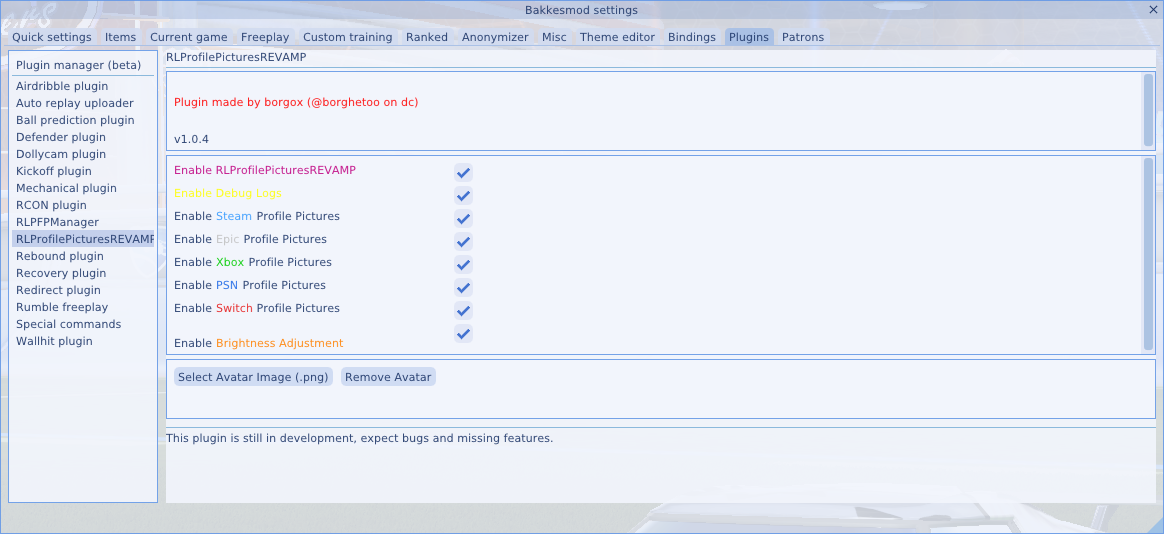 Bakkesmod settings
Quick settings Items Current game Freeplay Custom training Ranked Anonymizer Misc Theme editor Bindings Plugins Patrons
Plugin manager (beta)
Airdribble plugin
Auto replay uploader
Ball prediction plugin
Defender plugin
Dollycam plugin
Kickoff plugin
Mechanical plugin
RCON plugin
RLPFPManager
RLProfilePicturesREVAMP
Rebound plugin
Recovery plugin
Redirect plugin
Rumble freeplay
Special commands
Wallhit plugin
RLProfilePicturesREVAMP
Plugin made by borgox (@borghetoo on dc)
v1.0.4
Enable RLProfilePicturesREVAMP
Enable Debug Logs
Enable Steam Profile Pictures
Enable Epic Profile Pictures
Enable Xbox Profile Pictures
Enable PSN Profile Pictures
Enable Switch Profile Pictures
Enable Brightness Adjustment
Select Avatar Image (.png) Remove Avatar
This plugin is still in development, expect bugs and missing features.